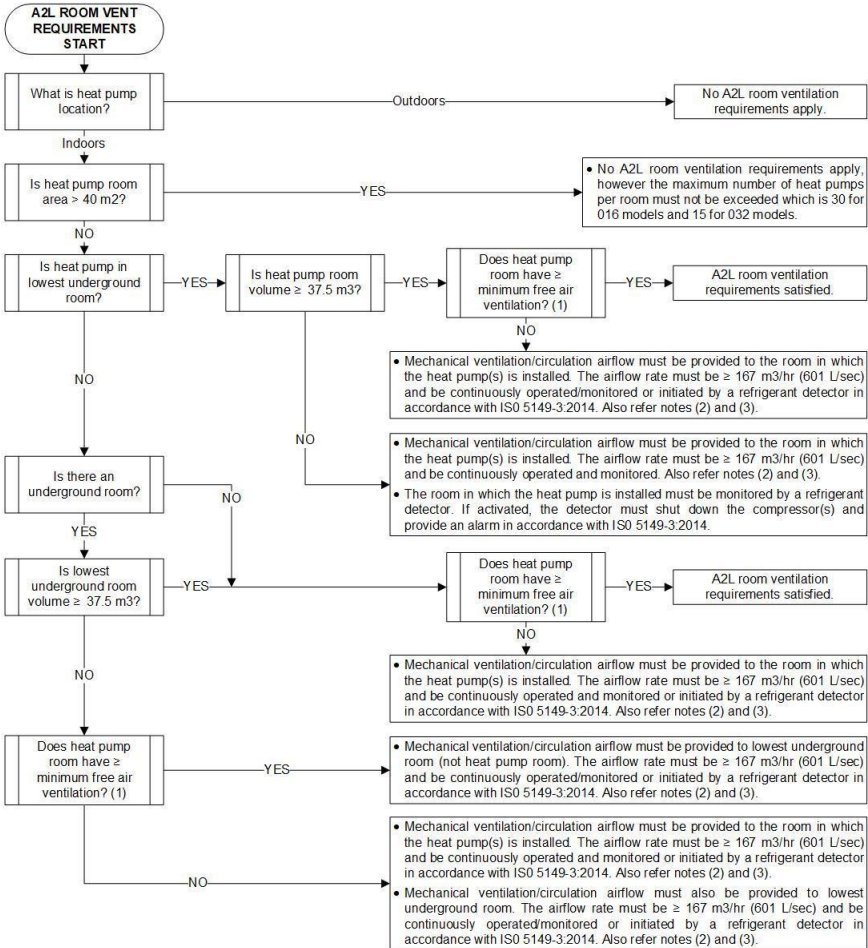 A2L ROOM VENT
REQUIREMENTS
START
What is heat pump
location?
Outdoors
No A2L room ventilation
requirements apply.
Indoors
Is heat pump room
area > 40 m2?
YES
• No A2L room ventilation requirements apply,
however the maximum number of heat pumps
per room must not be exceeded which is 30 for
016 models and 15 for 032 models.
NO
Is heat pump in
lowest underground
room?
YES
Is heat pump room
volume ≥ 37.5 m3?
YES
Does heat pump
room have ≥
minimum free air
ventilation? (1)
YES
A2L room ventilation
requirements satisfied.
NO
• Mechanical ventilation/circulation airflow must be provided to the room in which
the heat pump(s) is installed. The airflow rate must be ≥ 167 m3/hr (601 L/sec)
and be continuously operated/monitored or initiated by a refrigerant detector in
accordance with IS0 5149-3:2014. Also refer notes (2) and (3).
NO
NO
• Mechanical ventilation/circulation airflow must be provided to the room in which
the heat pump(s) is installed. The airflow rate must be ≥ 167 m3/hr (601 L/sec)
and be continuously operated and monitored. Also refer notes (2) and (3).
• The room in which the heat pump is installed must be monitored by a refrigerant
detector. If activated, the detector must shut down the compressor(s) and
provide an alarm in accordance with IS0 5149-3:2014.
Is there an
underground room?
NO
YES
Is lowest
underground room
volume ≥ 37.5 m3?
YES
Does heat pump
room have ≥
minimum free air
ventilation? (1)
YES
A2L room ventilation
requirements satisfied.
NO
• Mechanical ventilation/circulation airflow must be provided to the room in which
the heat pump(s) is installed. The airflow rate must be ≥ 167 m3/hr (601 L/sec)
and be continuously operated and monitored or initiated by a refrigerant detector
in accordance with IS0 5149-3:2014. Also refer notes (2) and (3).
NO
Does heat pump
room have ≥
minimum free air
ventilation? (1)
YES
• Mechanical ventilation/circulation airflow must be provided to lowest underground
room (not heat pump room). The airflow rate must be ≥ 167 m3/hr (601 L/sec)
and be continuously operated/monitored or initiated by a refrigerant detector in
accordance with IS0 5149-3:2014. Also refer notes (2) and (3).
NO
• Mechanical ventilation/circulation airflow must be provided to the room in which
the heat pump(s) is installed. The airflow rate must be ≥ 167 m3/hr (601 L/sec)
and be continuously operated and monitored or initiated by a refrigerant detector
in accordance with IS0 5149-3:2014. Also refer notes (2) and (3).
• Mechanical ventilation/circulation airflow must also be provided to lowest
underground room. The airflow rate must be ≥ 167 m3/hr (601 L/sec) and be
continuously operated/monitored or initiated by a refrigerant detector in
accordance with IS0 5149-3:2014. Also refer notes (2) and (3).